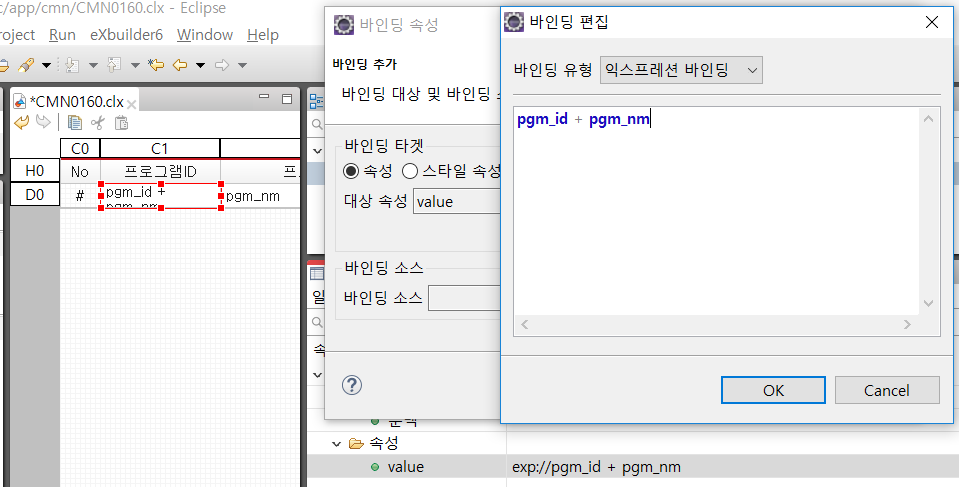 c/app/cmn/CMN0160.clx - Eclipse
roject Run eXbuilder6 Window Help
*CMN0160.clx
C0 C1
H0 No 프로그램ID
D0 # pgm_id + pgm_nm
바인딩 속성
바인딩 추가
바인딩 대상 및 바인딩
바인딩 타겟
속성 스타일 속성
대상 속성 value
바인딩 소스
바인딩 소스
속성
value exp://pgm_id + pgm_nm
바인딩 편집
바인딩 유형 익스프레션 바인딩
pgm_id + pgm_nm
OK Cancel